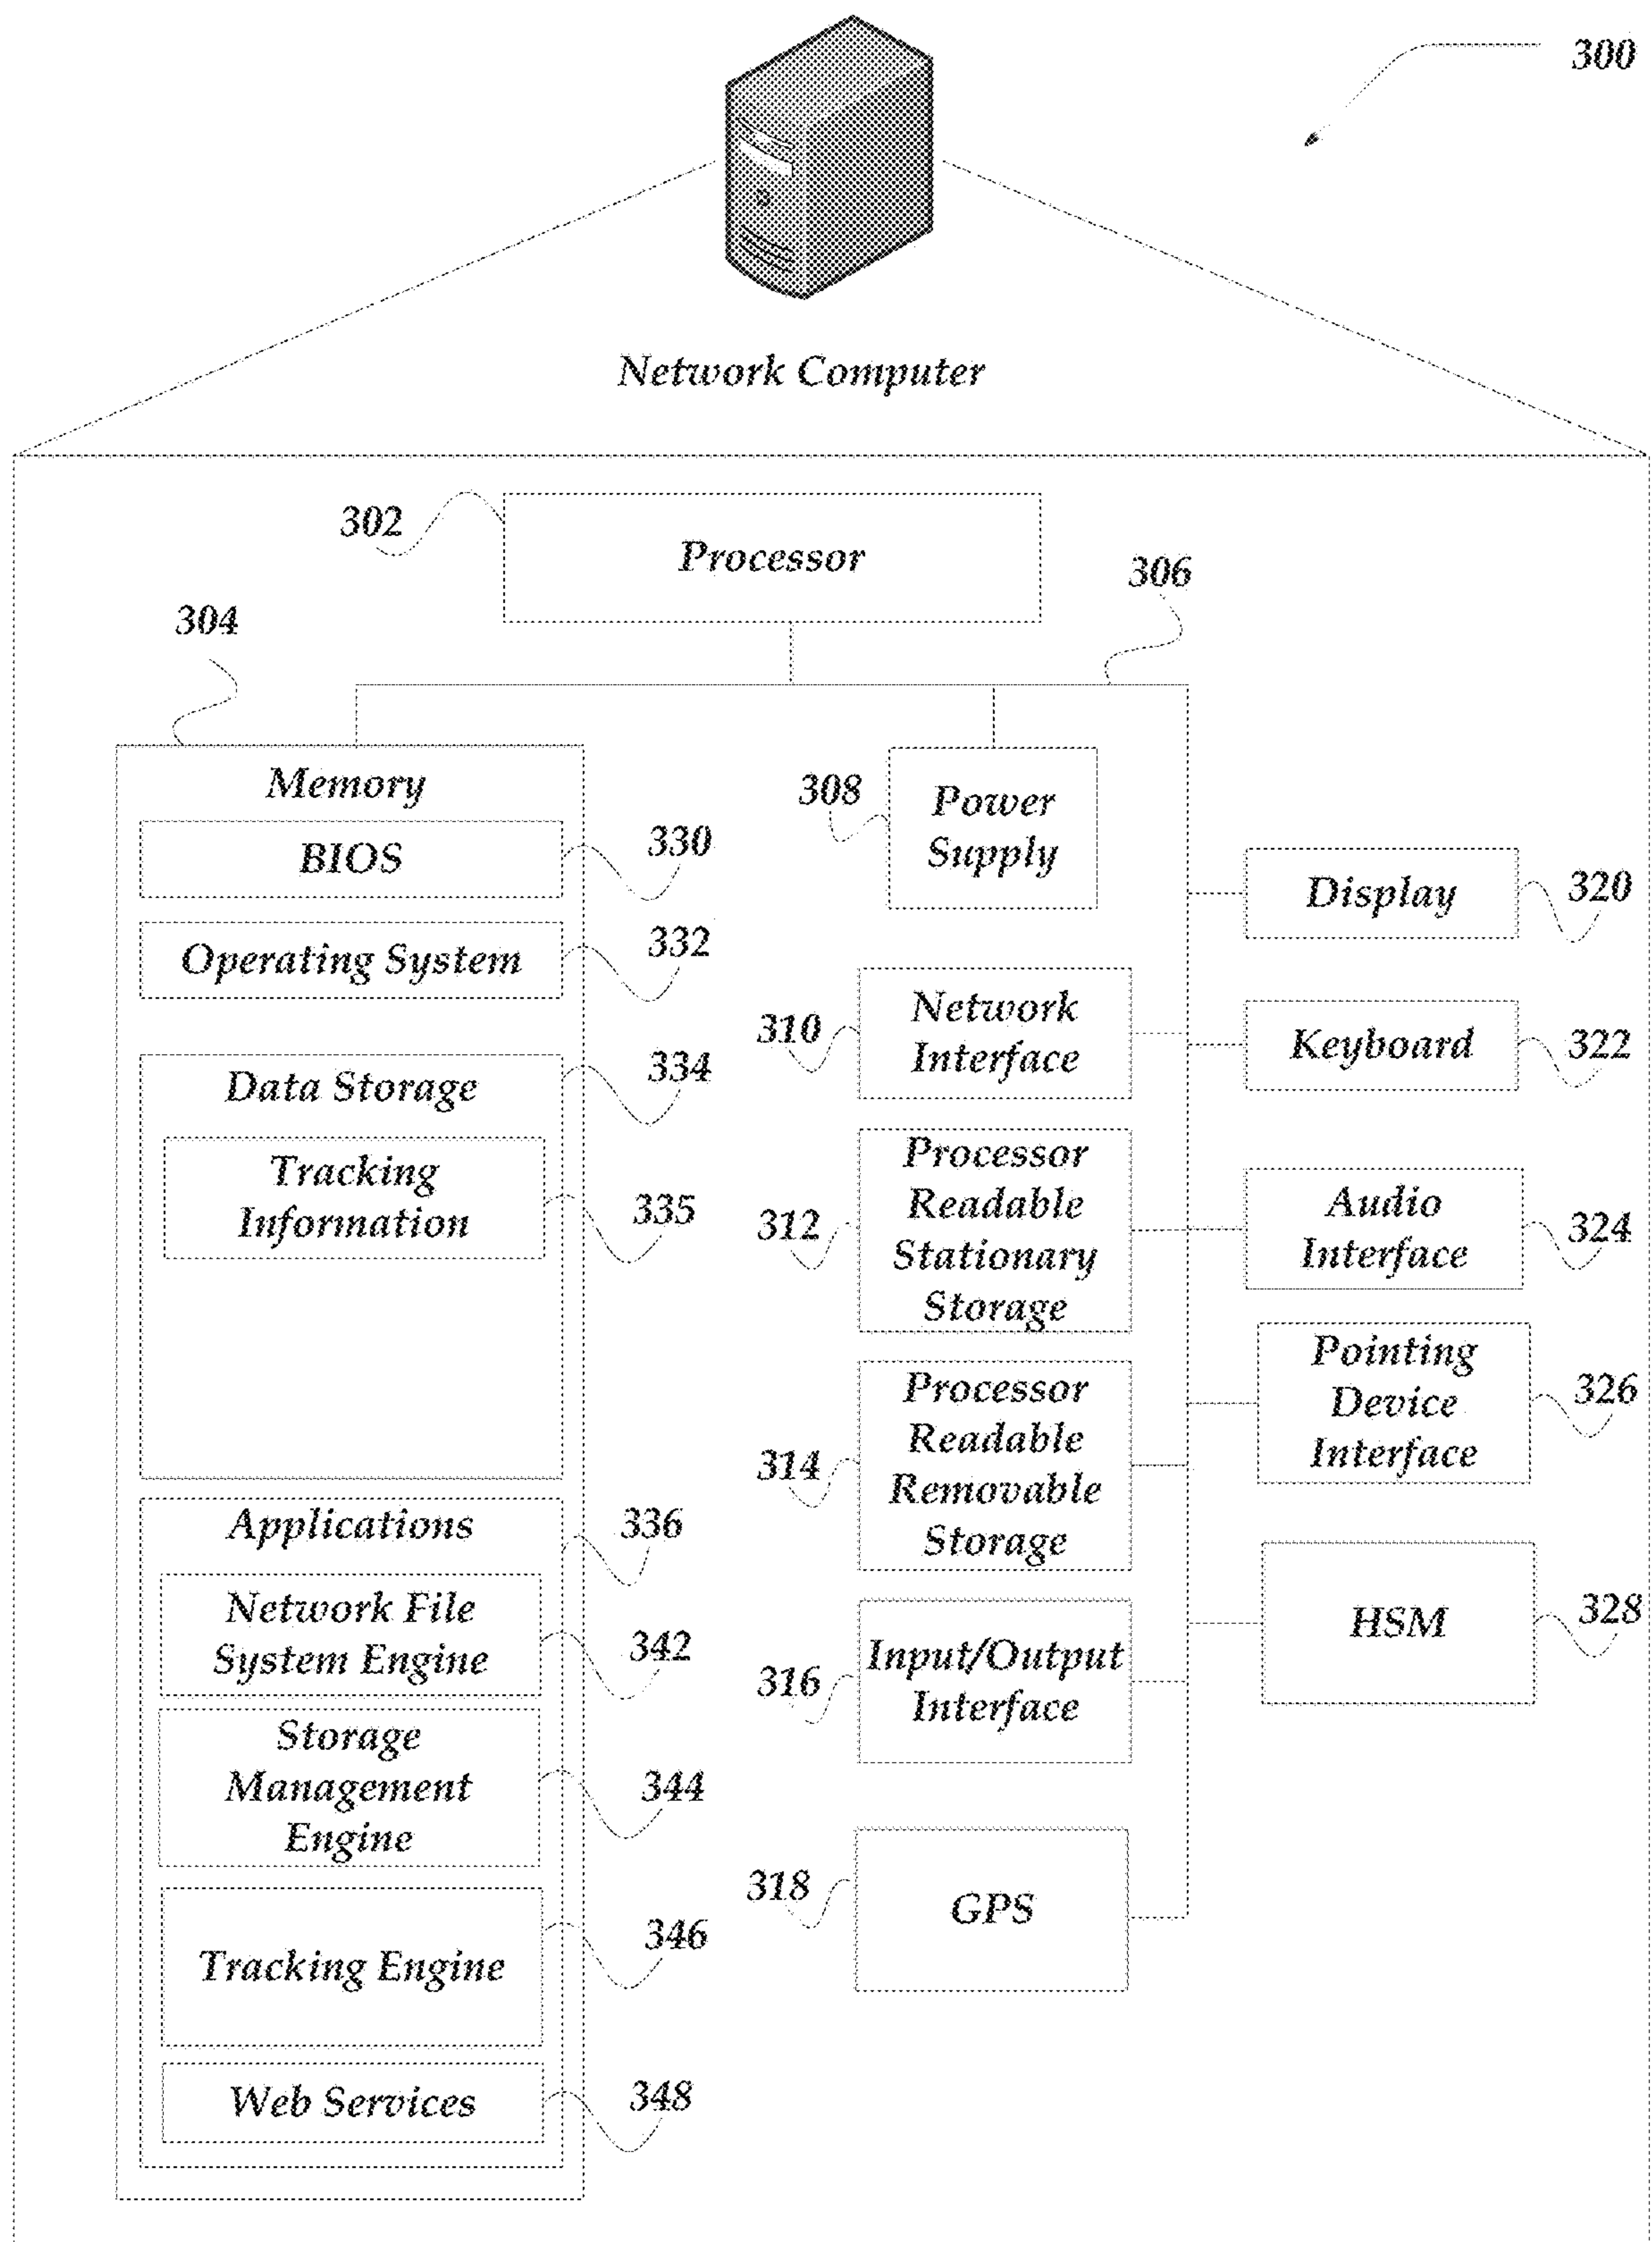 300
Network Computer
302
Processor
306
304
Memory
BIOS
330
Operating System
332
Data Storage
334
Tracking
Information
335
Applications
336
Network File
System Engine
342
Storage
Management
Engine
344
Tracking Engine
346
Web Services
348
308
Power
Supply
310
Network
Interface
312
Processor
Readable
Stationary
Storage
314
Processor
Readable
Removable
Storage
316
Input/Output
Interface
318
GPS
Display
320
Keyboard
322
Audio
Interface
324
Pointing
Device
Interface
326
HSM
328